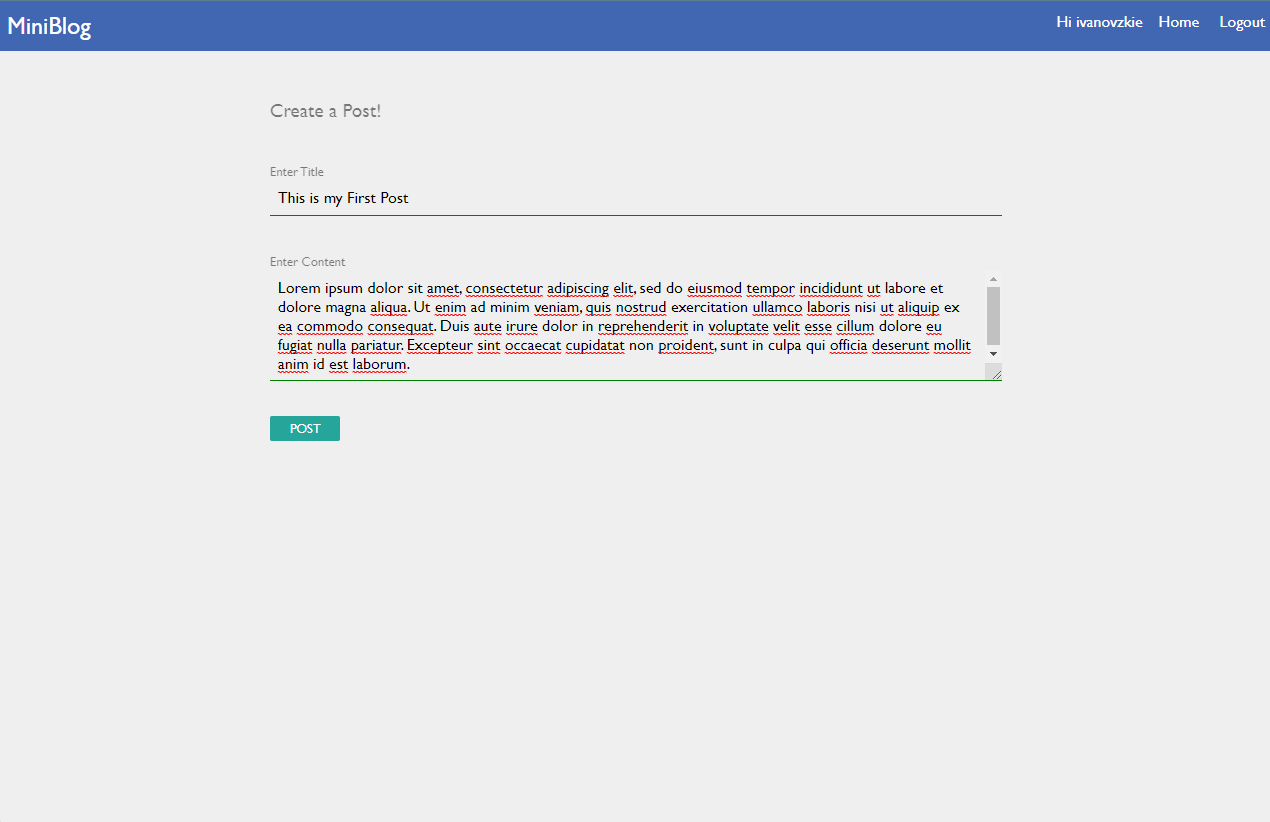 MiniBlog
Hi ivanovzkie Home Logout
Create a Post!
Enter Title
This is my First Post
Enter Content
Lorem ipsum dolor sit amet, consectetur adipiscing elit, sed do eiusmod tempor incididunt ut labore et
dolore magna aliqua. Ut enim ad minim veniam, quis nostrud exercitation ullamco laboris nisi ut aliquip ex
ea commodo consequat. Duis aute irure dolor in reprehenderit in voluptate velit esse cillum dolore eu
fugiat nulla pariatur. Excepteur sint occaecat cupidatat non proident, sunt in culpa qui officia deserunt mollit
anim id est laborum.
POST